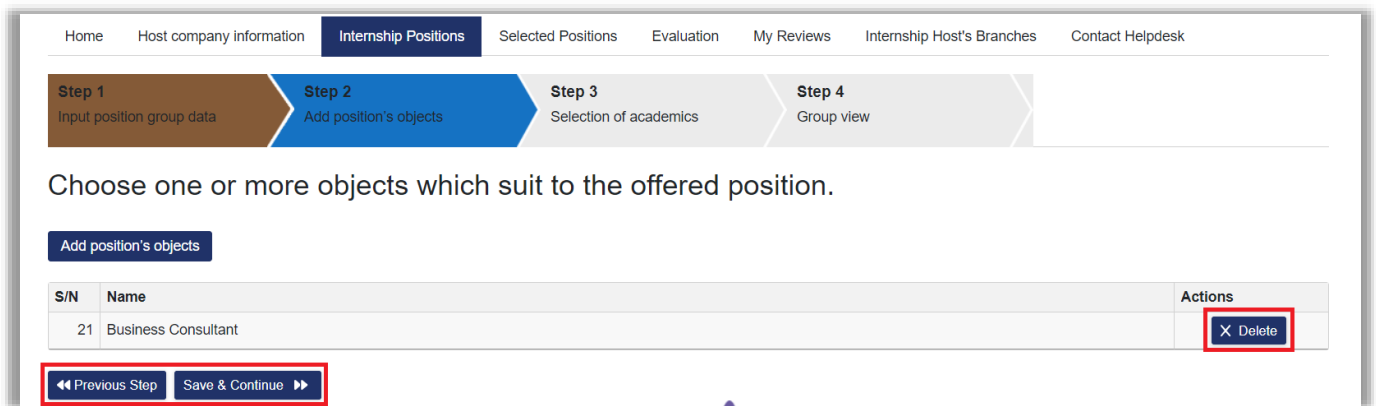 Home Host company information Internship Positions Selected Positions Evaluation My Reviews Internship Host's Branches Contact Helpdesk
Step 1 Step 2 Step 3 Step 4
Input position group data Add position's objects Selection of academics Group view
Choose one or more objects which suit to the offered position.
Add position's objects
S/N Name Actions
21 Business Consultant Delete
Previous Step Save & Continue